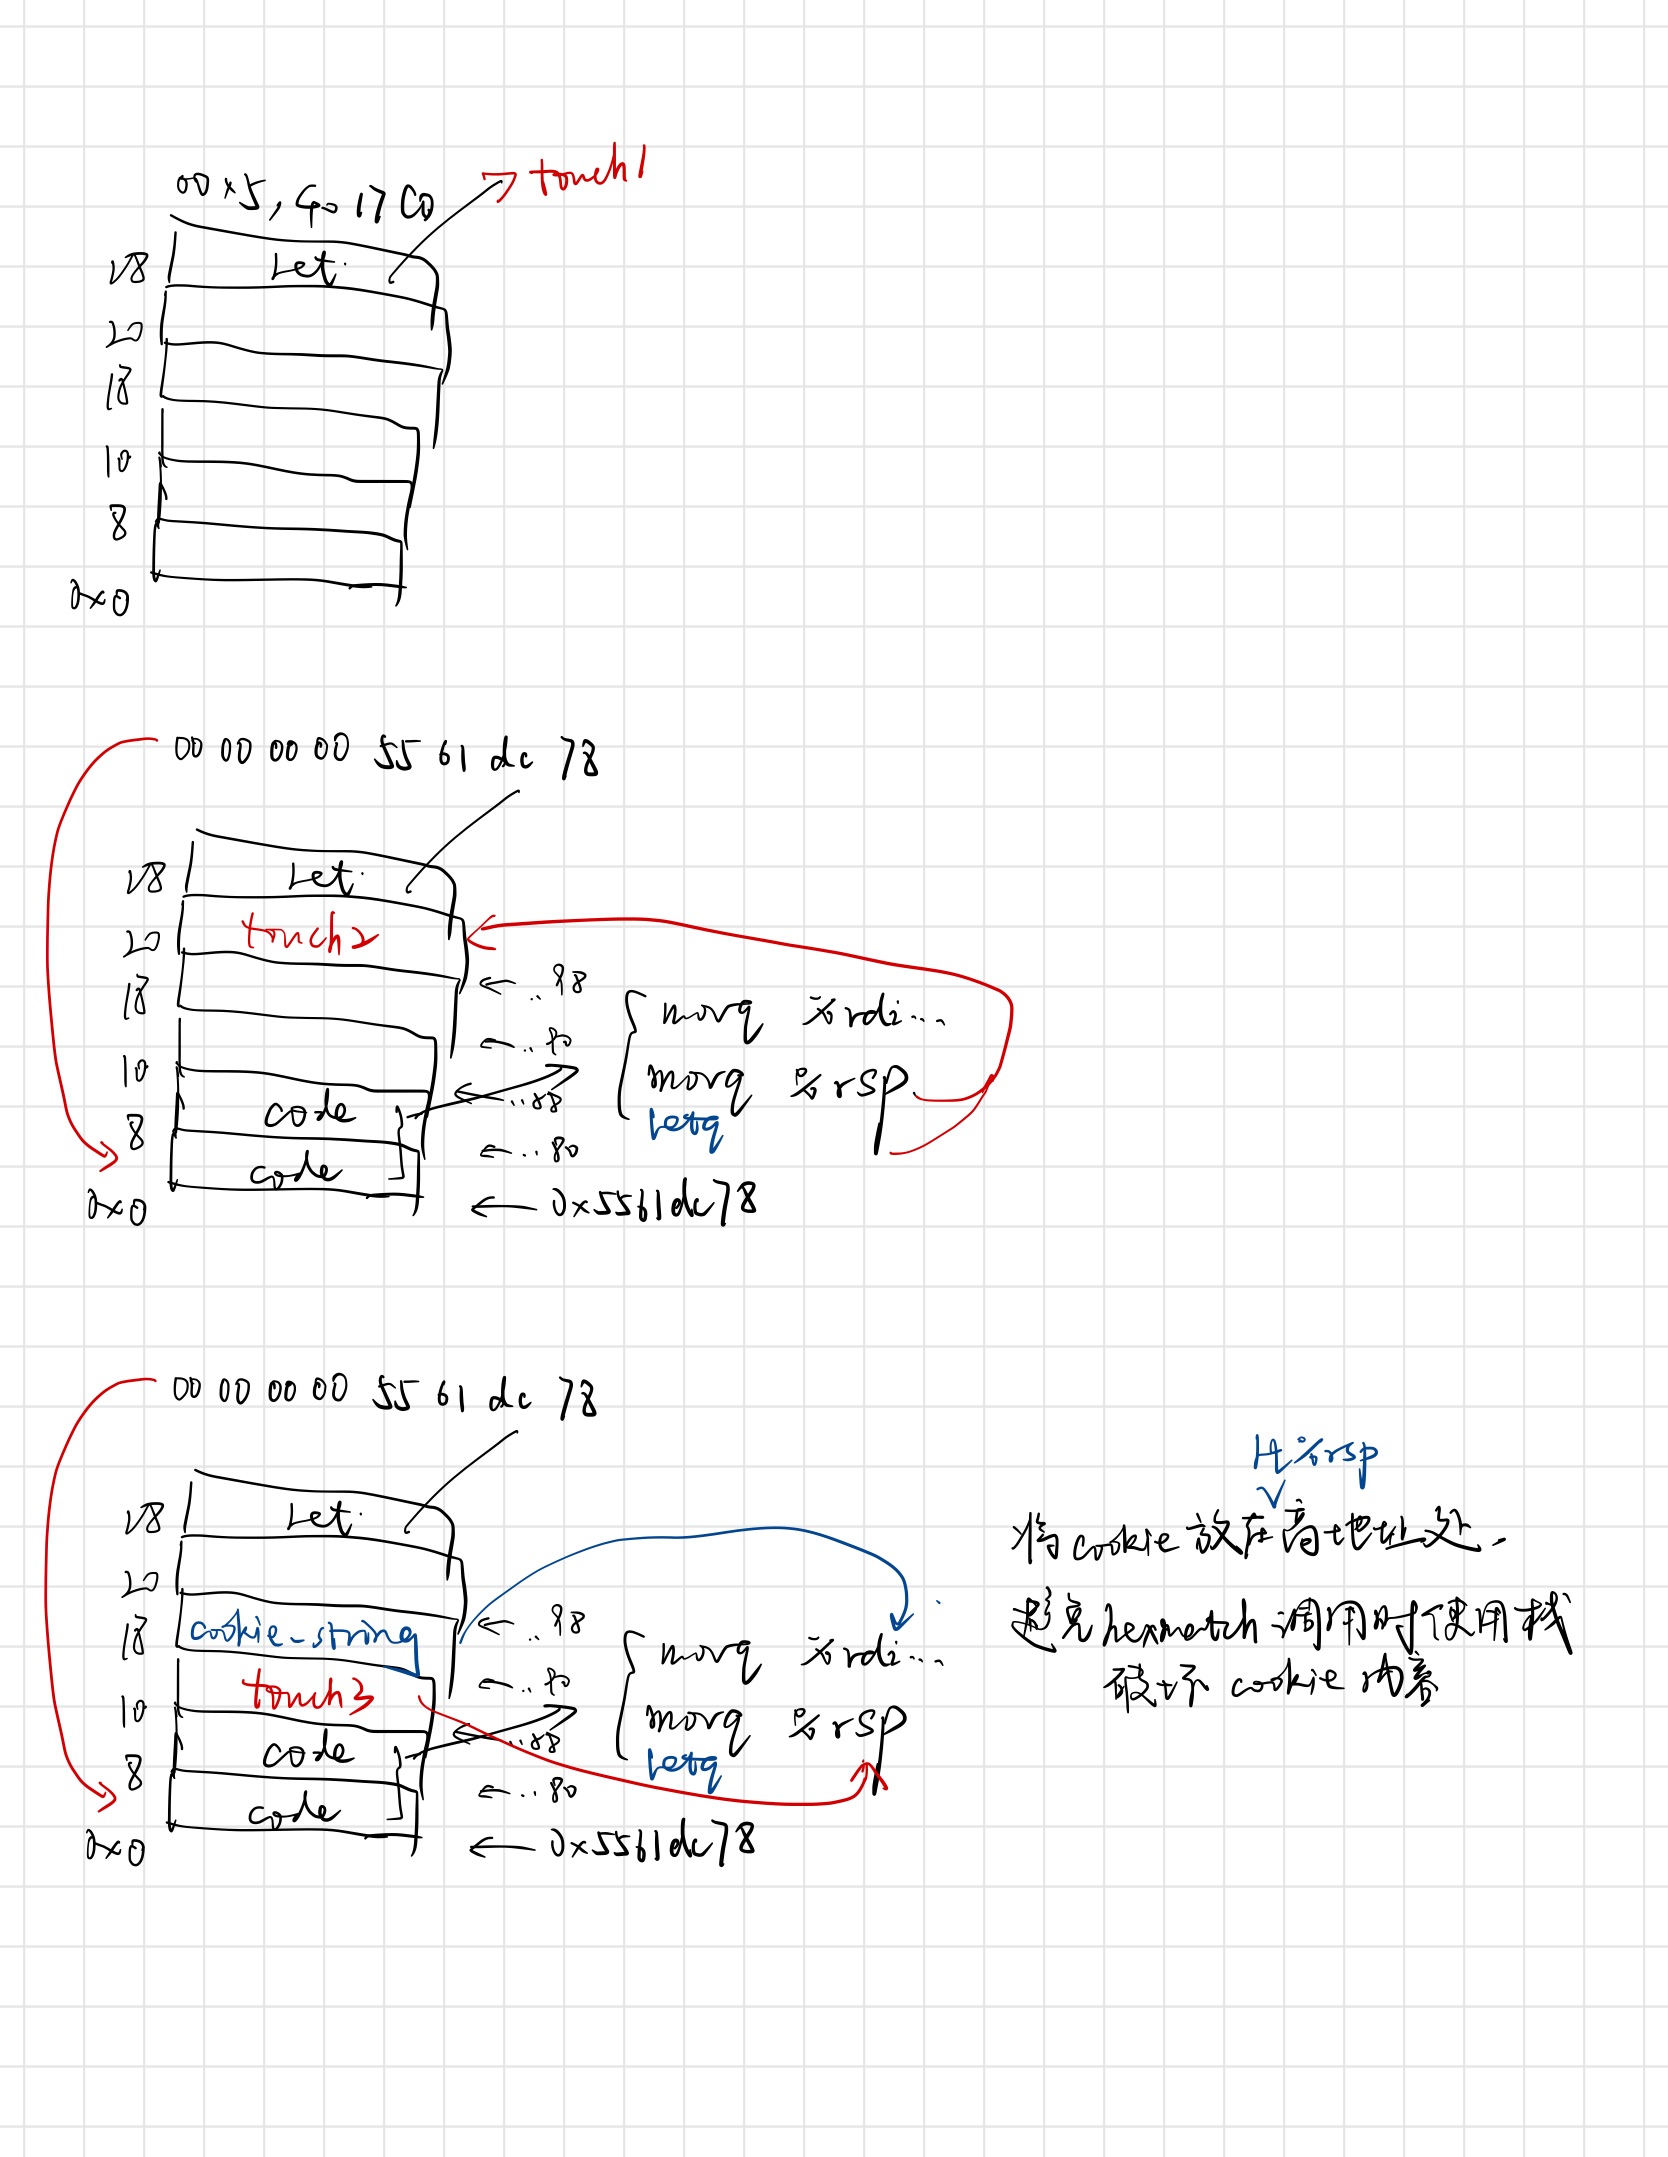 00 x 5, 40 17 C0
touch1
28
ret
20
18
10
8
0x0
00 00 00 00 55 61 dc 78
28
ret
20
touch2
18
← ..98
movq %rdi...
← ..90
10
movq %rsp
code
← ..88
retq
8
← ..80
code
0x0
← 0x5561dc78
00 00 00 00 55 61 dc 78
比%rsp
28
ret
将cookie放在高地址处.
20
18
cookie-string
← ..98
避免hexmatch调用时使用栈
movq %rdi...
touch3
← ..90
破坏cookie内容
10
movq %rsp
code
← ..88
retq
8
← ..80
code
0x0
← 0x5561dc78